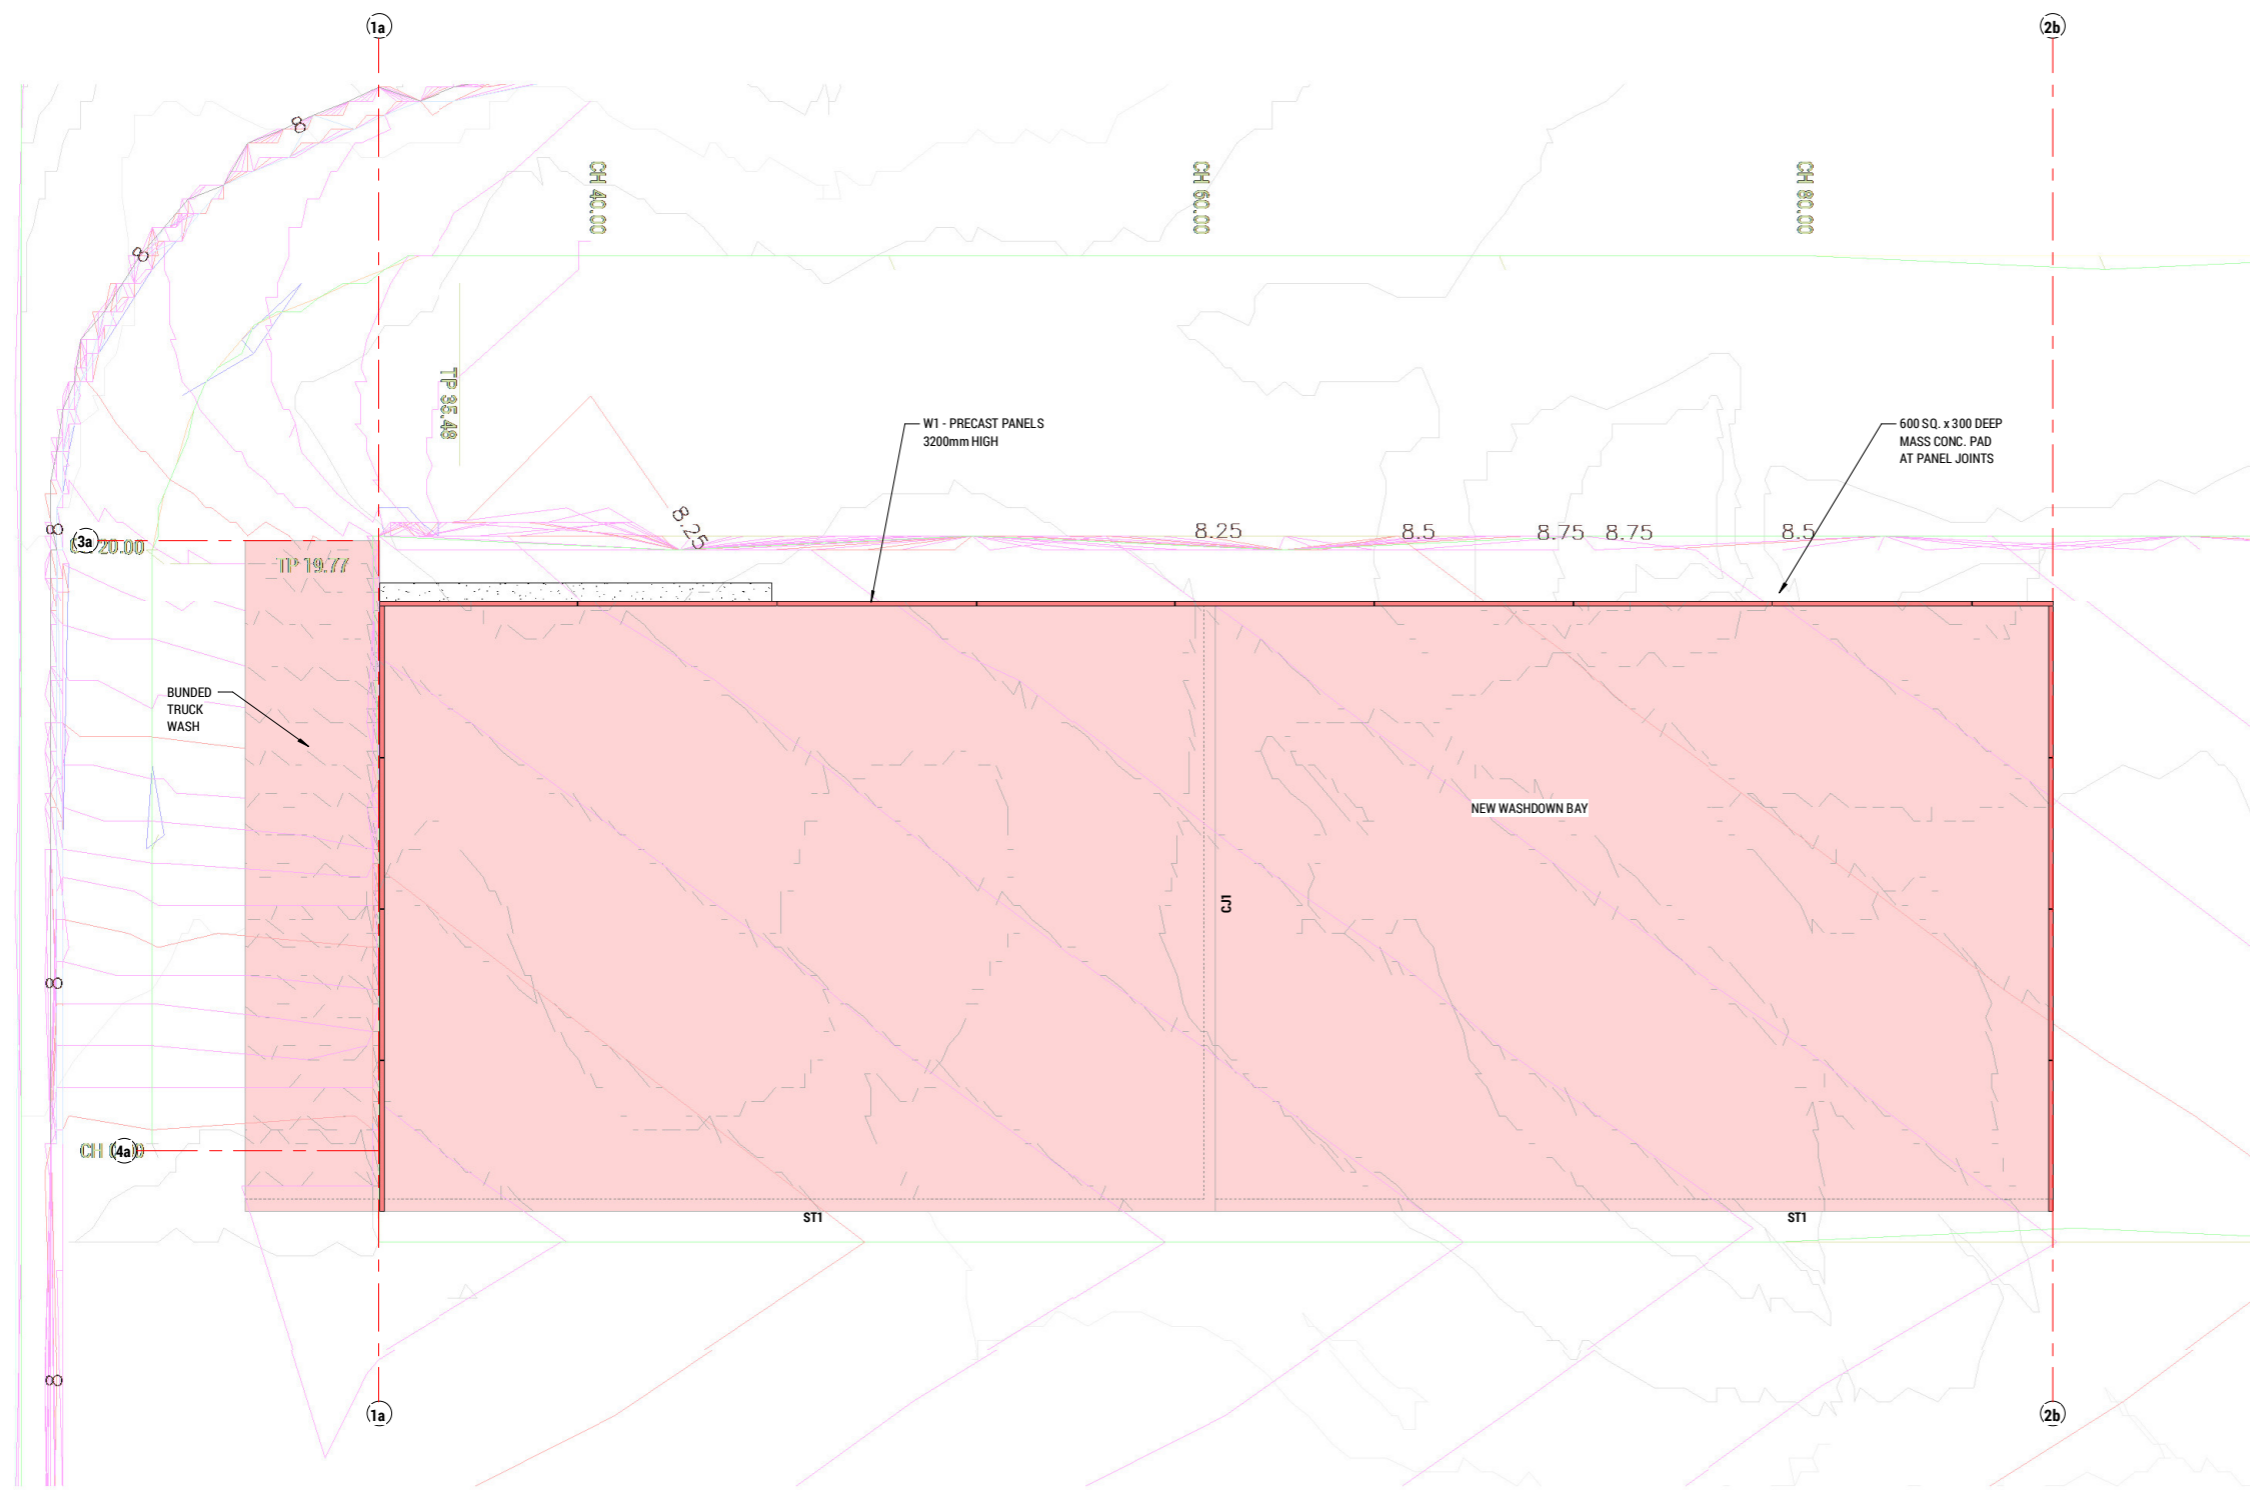 1a
2b
8
CH 40.00
CH 60.00
CH 80.00
8
TP 35.48
W1 - PRECAST PANELS
3200mm HIGH
600 SQ. x 300 DEEP
MASS CONC. PAD
AT PANEL JOINTS
8.25
8.25
8.5
8.75
8.75
8.5
8
3a
20.00
TP 19.77
BUNDED
TRUCK
WASH
NEW WASHDOWN BAY
CJ1
8
CH
4a
ST1
ST1
8
1a
2b